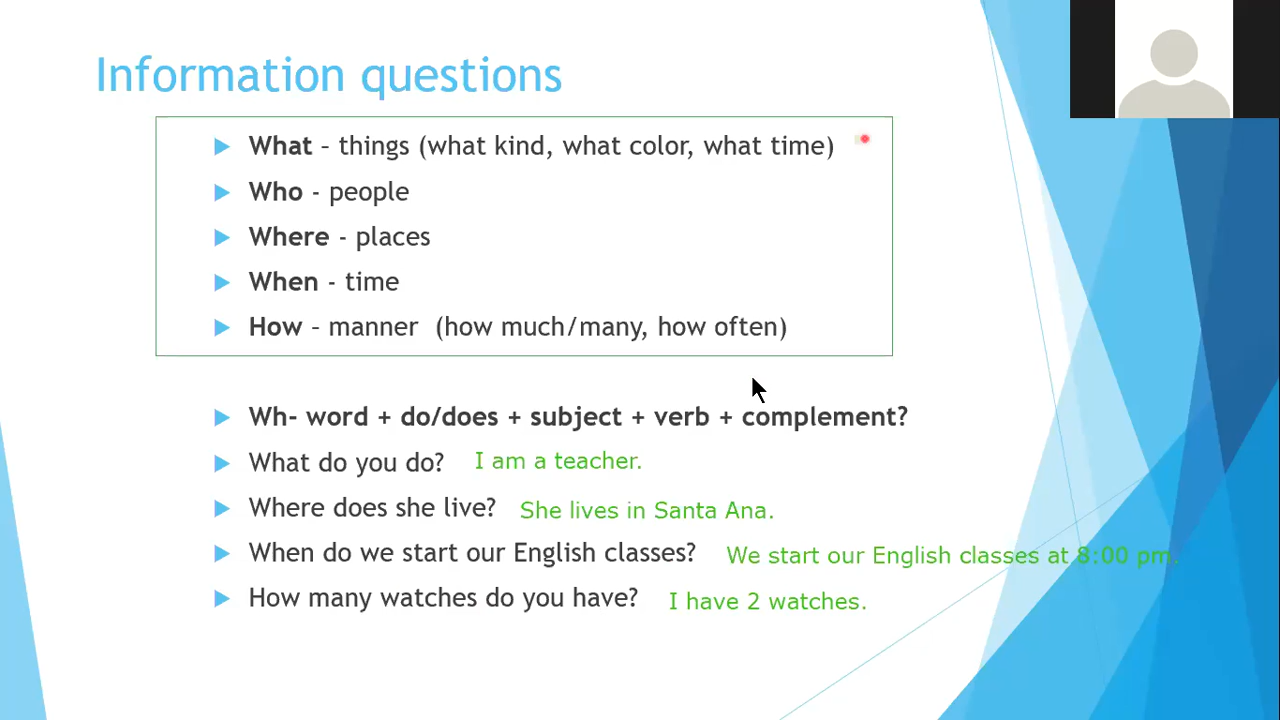 Information questions
What – things (what kind, what color, what time)
Who - people
Where - places
When - time
How – manner (how much/many, how often)
Wh- word + do/does + subject + verb + complement?
What do you do? I am a teacher.
Where does she live? She lives in Santa Ana.
When do we start our English classes? We start our English classes at 8:00 pm.
How many watches do you have? I have 2 watches.